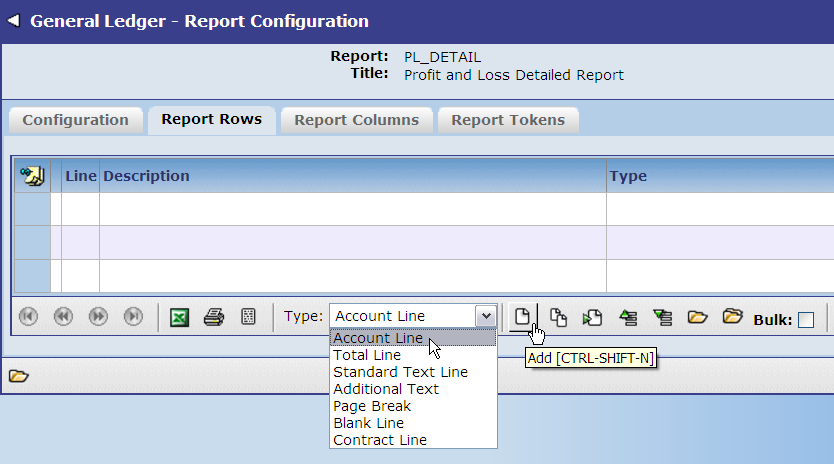 General Ledger - Report Configuration
Report: PL_DETAIL
Title: Profit and Loss Detailed Report
Configuration Report Rows Report Columns Report Tokens
Line Description Type
Type: Account Line Bulk:
Account Line
Total Line
Standard Text Line
Additional Text
Page Break
Blank Line
Contract Line
Add [CTRL-SHIFT-N]